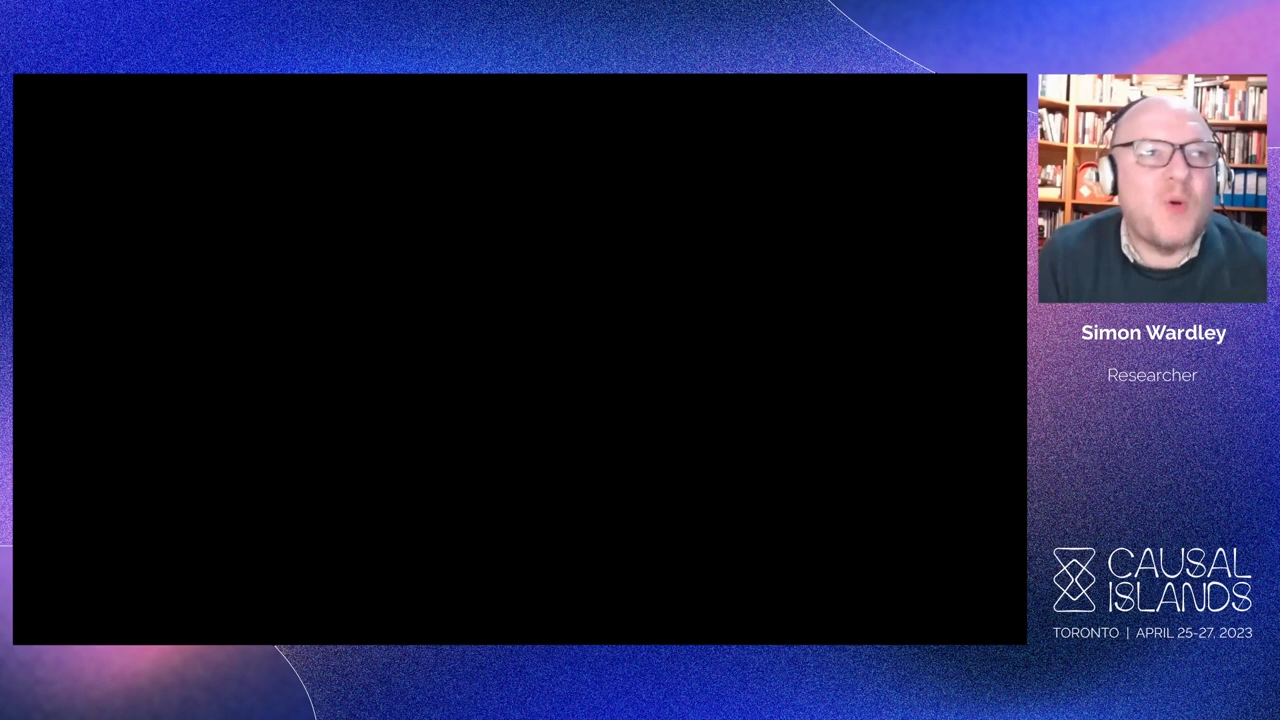 Simon Wardley
Researcher
CAUSAL
ISLANDS
TORONTO | APRIL 25-27, 2023